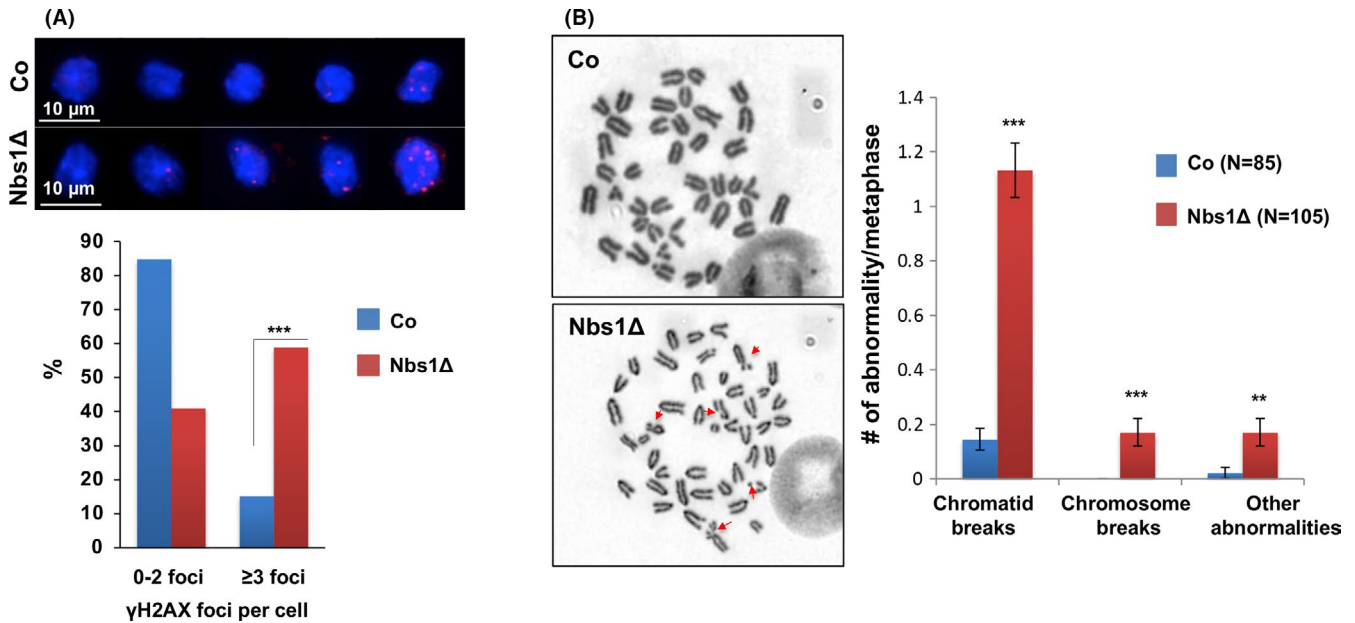 (A)
Co
10 µm
Nbs1Δ
10 µm
90
80
70
60
50
40
30
20
10
0
%
***
Co
Nbs1Δ
0-2 foci
≥3 foci
γH2AX foci per cell
(B)
Co
Nbs1Δ
# of abnormality/metaphase
1.4
1.2
1
0.8
0.6
0.4
0.2
0
***
***
**
Co (N=85)
Nbs1Δ (N=105)
Chromatid
breaks
Chromosome
breaks
Other
abnormalities